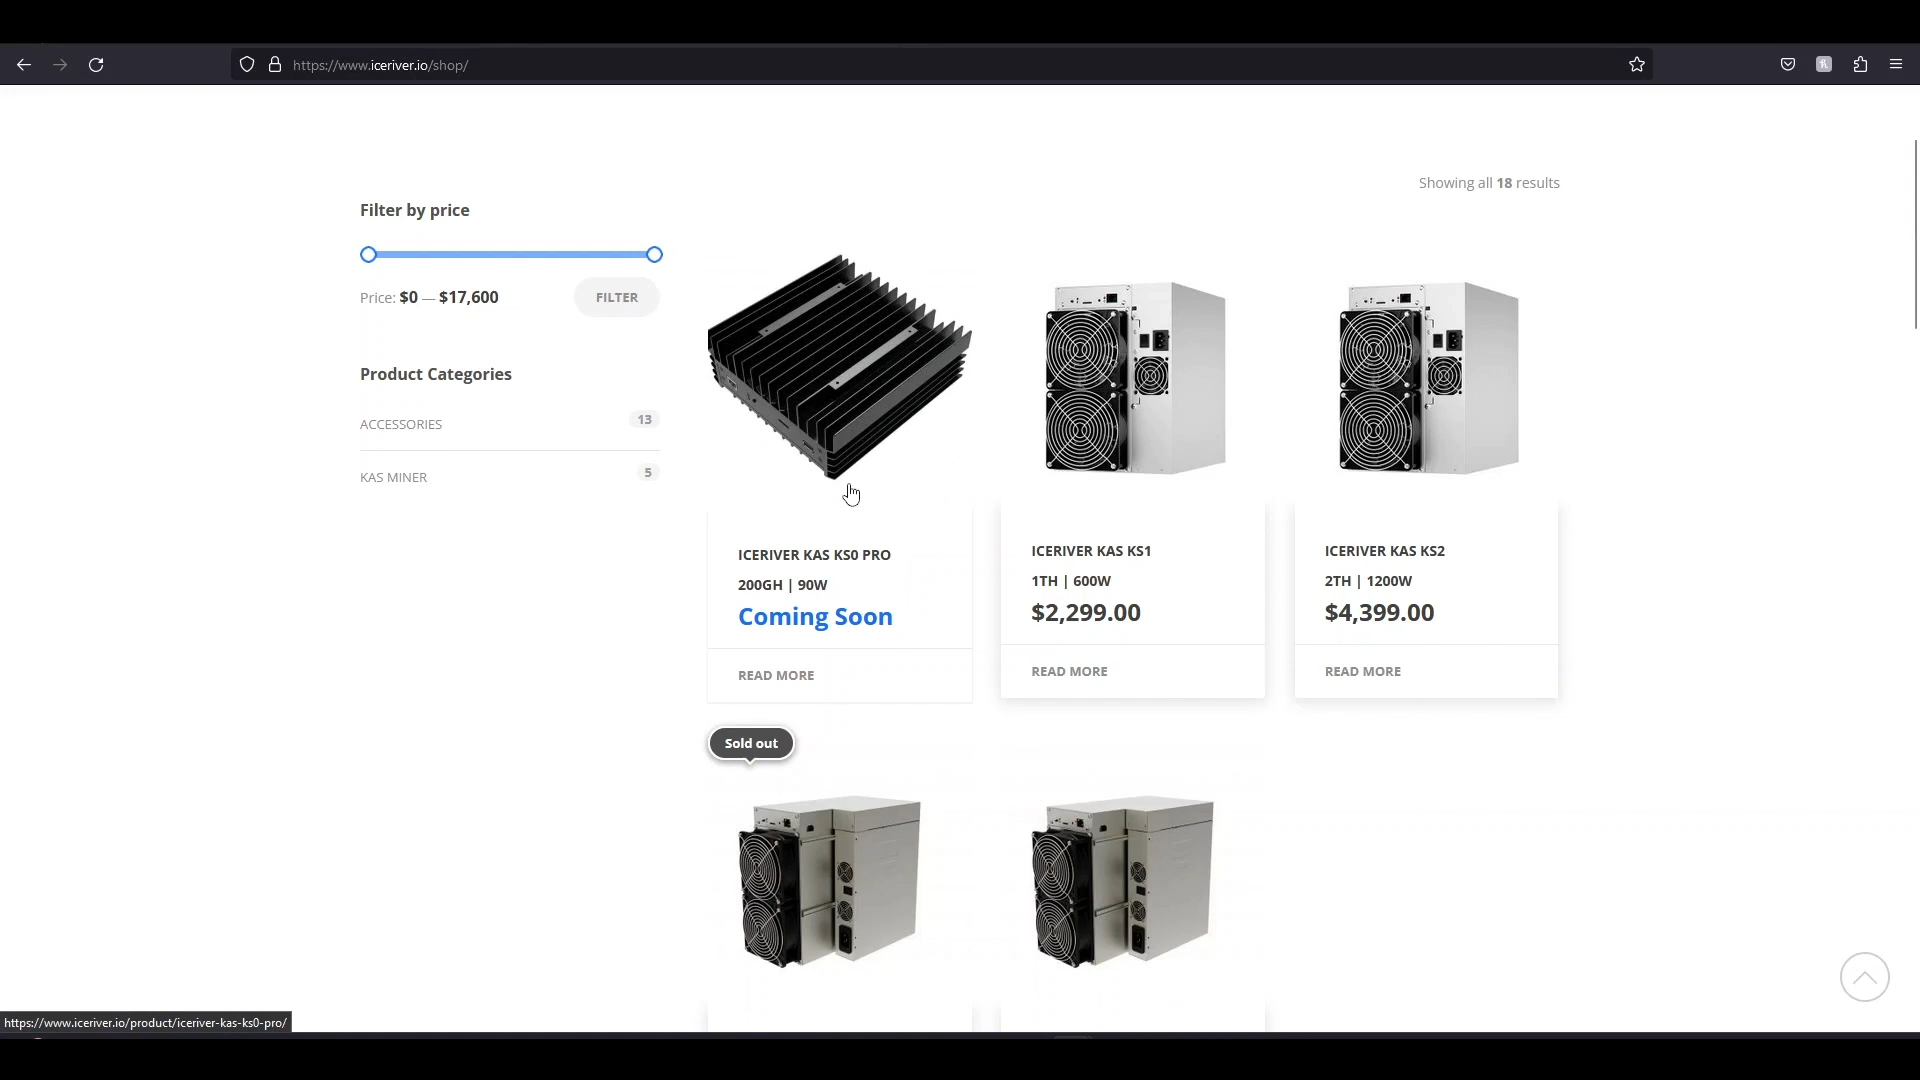 https://www.iceriver.io/shop/
Showing all 18 results
Filter by price
Price: $0 — $17,600
FILTER
Product Categories
ACCESSORIES 13
KAS MINER 5
ICERIVER KAS KS0 PRO
200GH | 90W
Coming Soon
READ MORE
ICERIVER KAS KS1
1TH | 600W
$2,299.00
READ MORE
ICERIVER KAS KS2
2TH | 1200W
$4,399.00
READ MORE
Sold out
https://www.iceriver.io/product/iceriver-kas-ks0-pro/